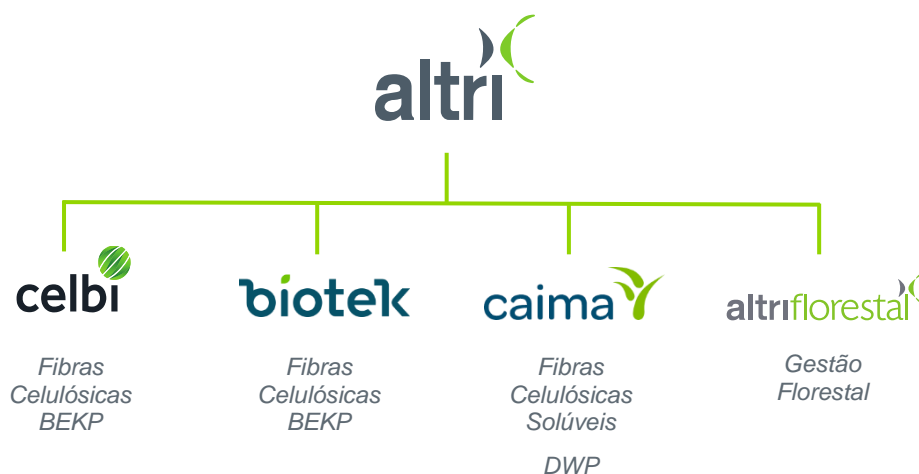 altri
celbi
biotek
caima
altriflorestal
Fibras
Celulósicas
BEKP
Fibras
Celulósicas
BEKP
Fibras
Celulósicas
Solúveis
DWP
Gestão
Florestal